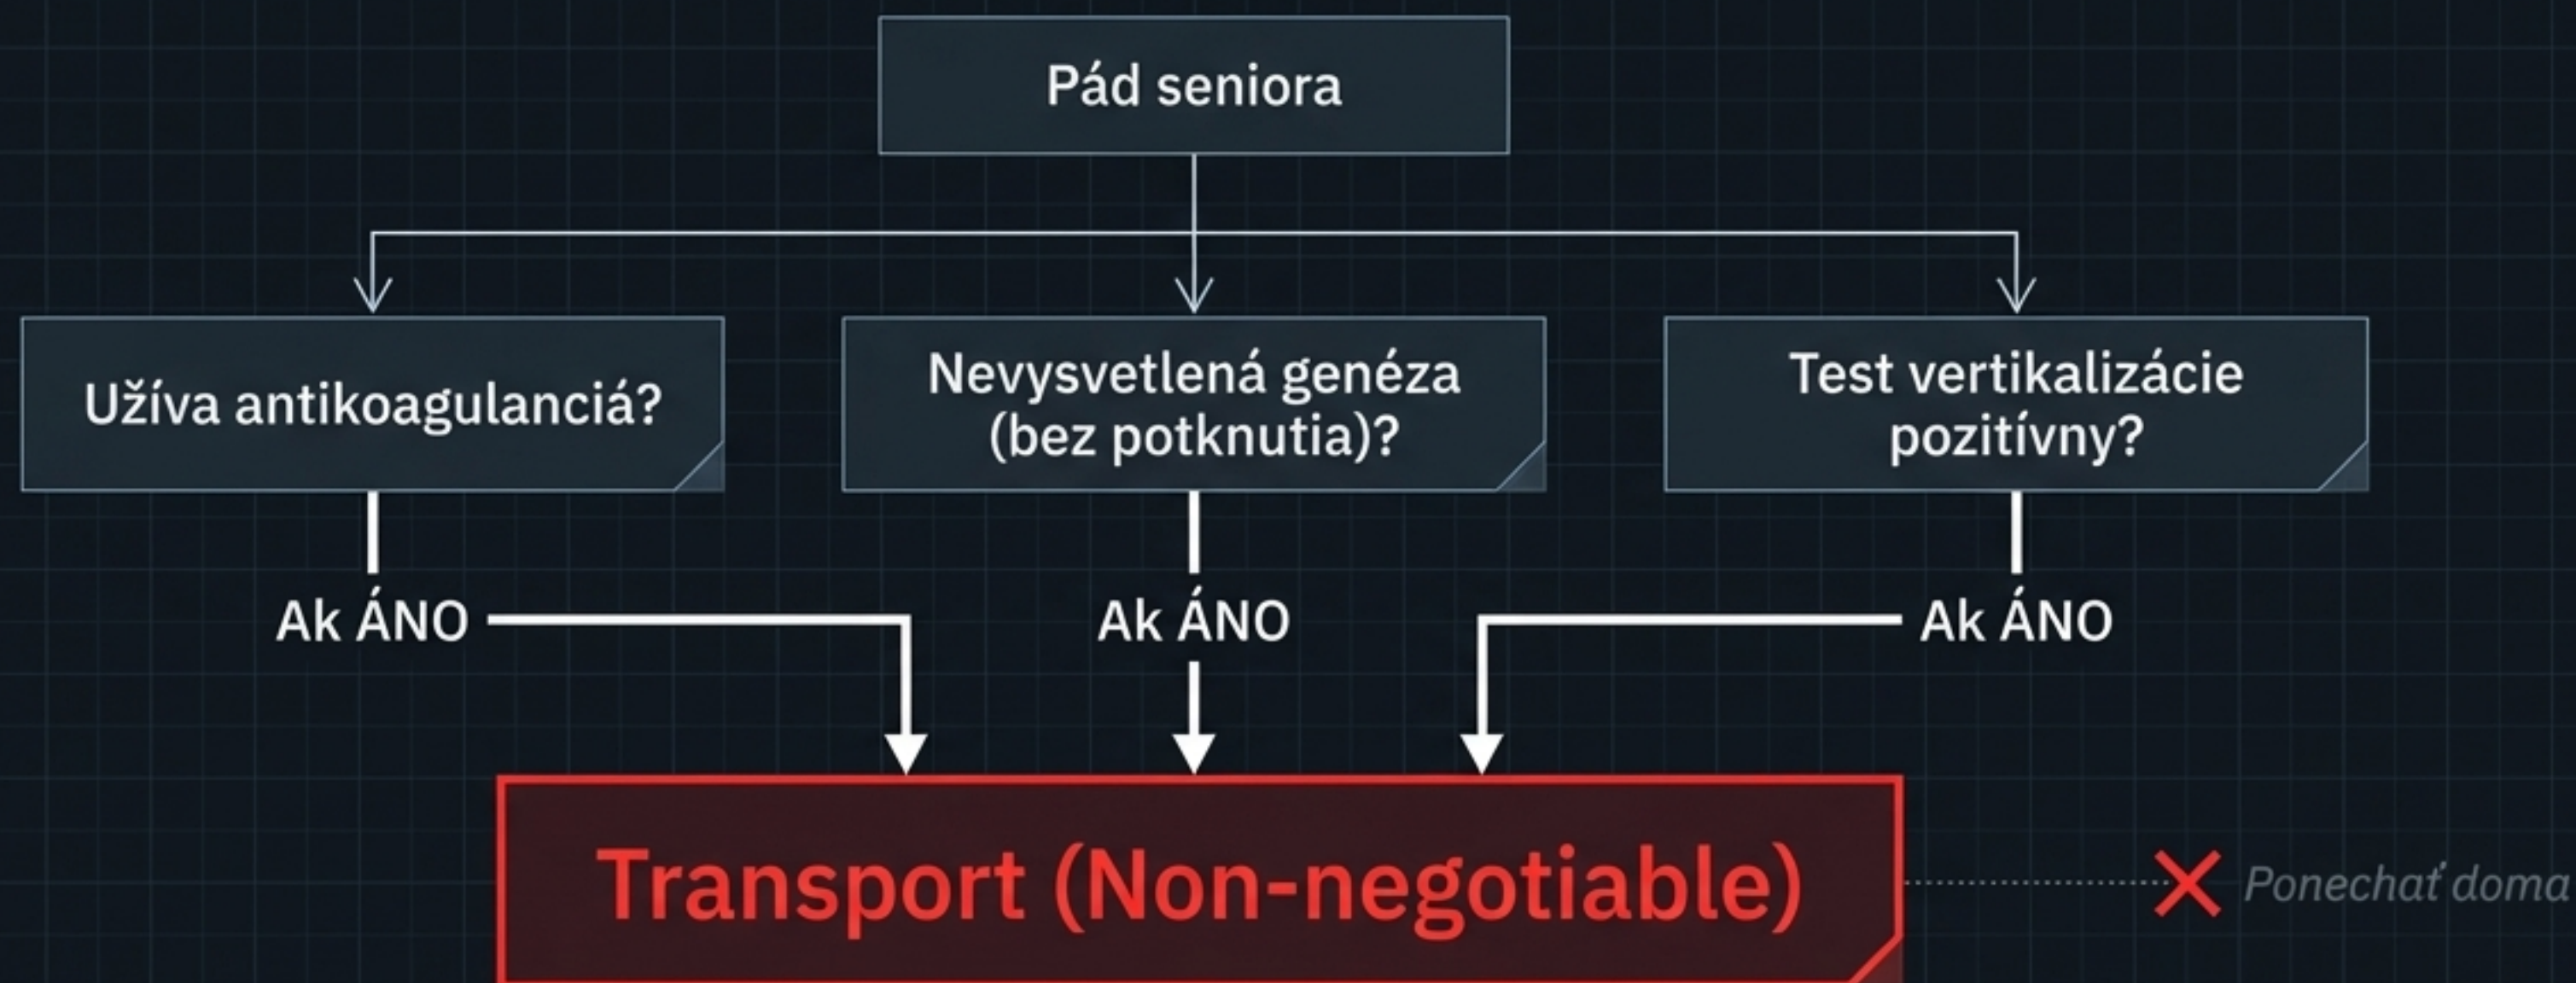 Pád seniora
Užíva antikoagulanciá?
Nevysvetlená genéza
(bez potknutia)?
Test vertikalizácie
pozitívny?
Ak ÁNO
Ak ÁNO
Ak ÁNO
Transport (Non-negotiable)
Ponechať doma